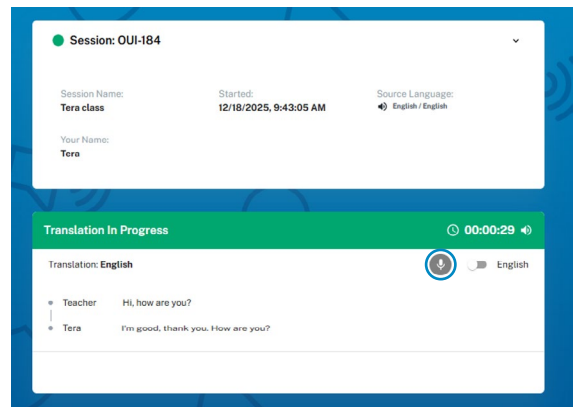 Session: OUI-184
Session Name:
Started:
Source Language:
Tera class
12/18/2025, 9:43:05 AM
English / English
Your Name:
Tera
Translation In Progress
00:00:29
Translation: English
English
Teacher Hi, how are you?
Tera I'm good, thank you. How are you?